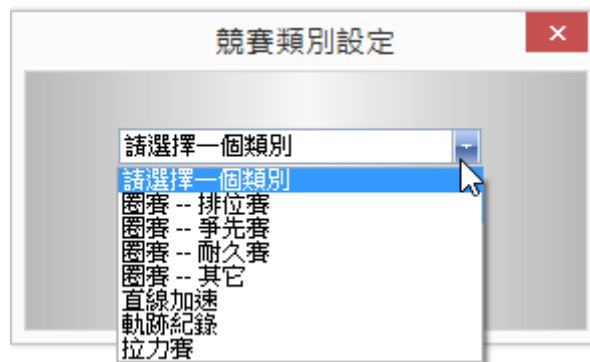 競賽類別設定
請選擇一個類別
請選擇一個類別
圈賽 -- 排位賽
圈賽 -- 爭先賽
圈賽 -- 耐久賽
圈賽 -- 其它
直線加速
軌跡紀錄
拉力賽